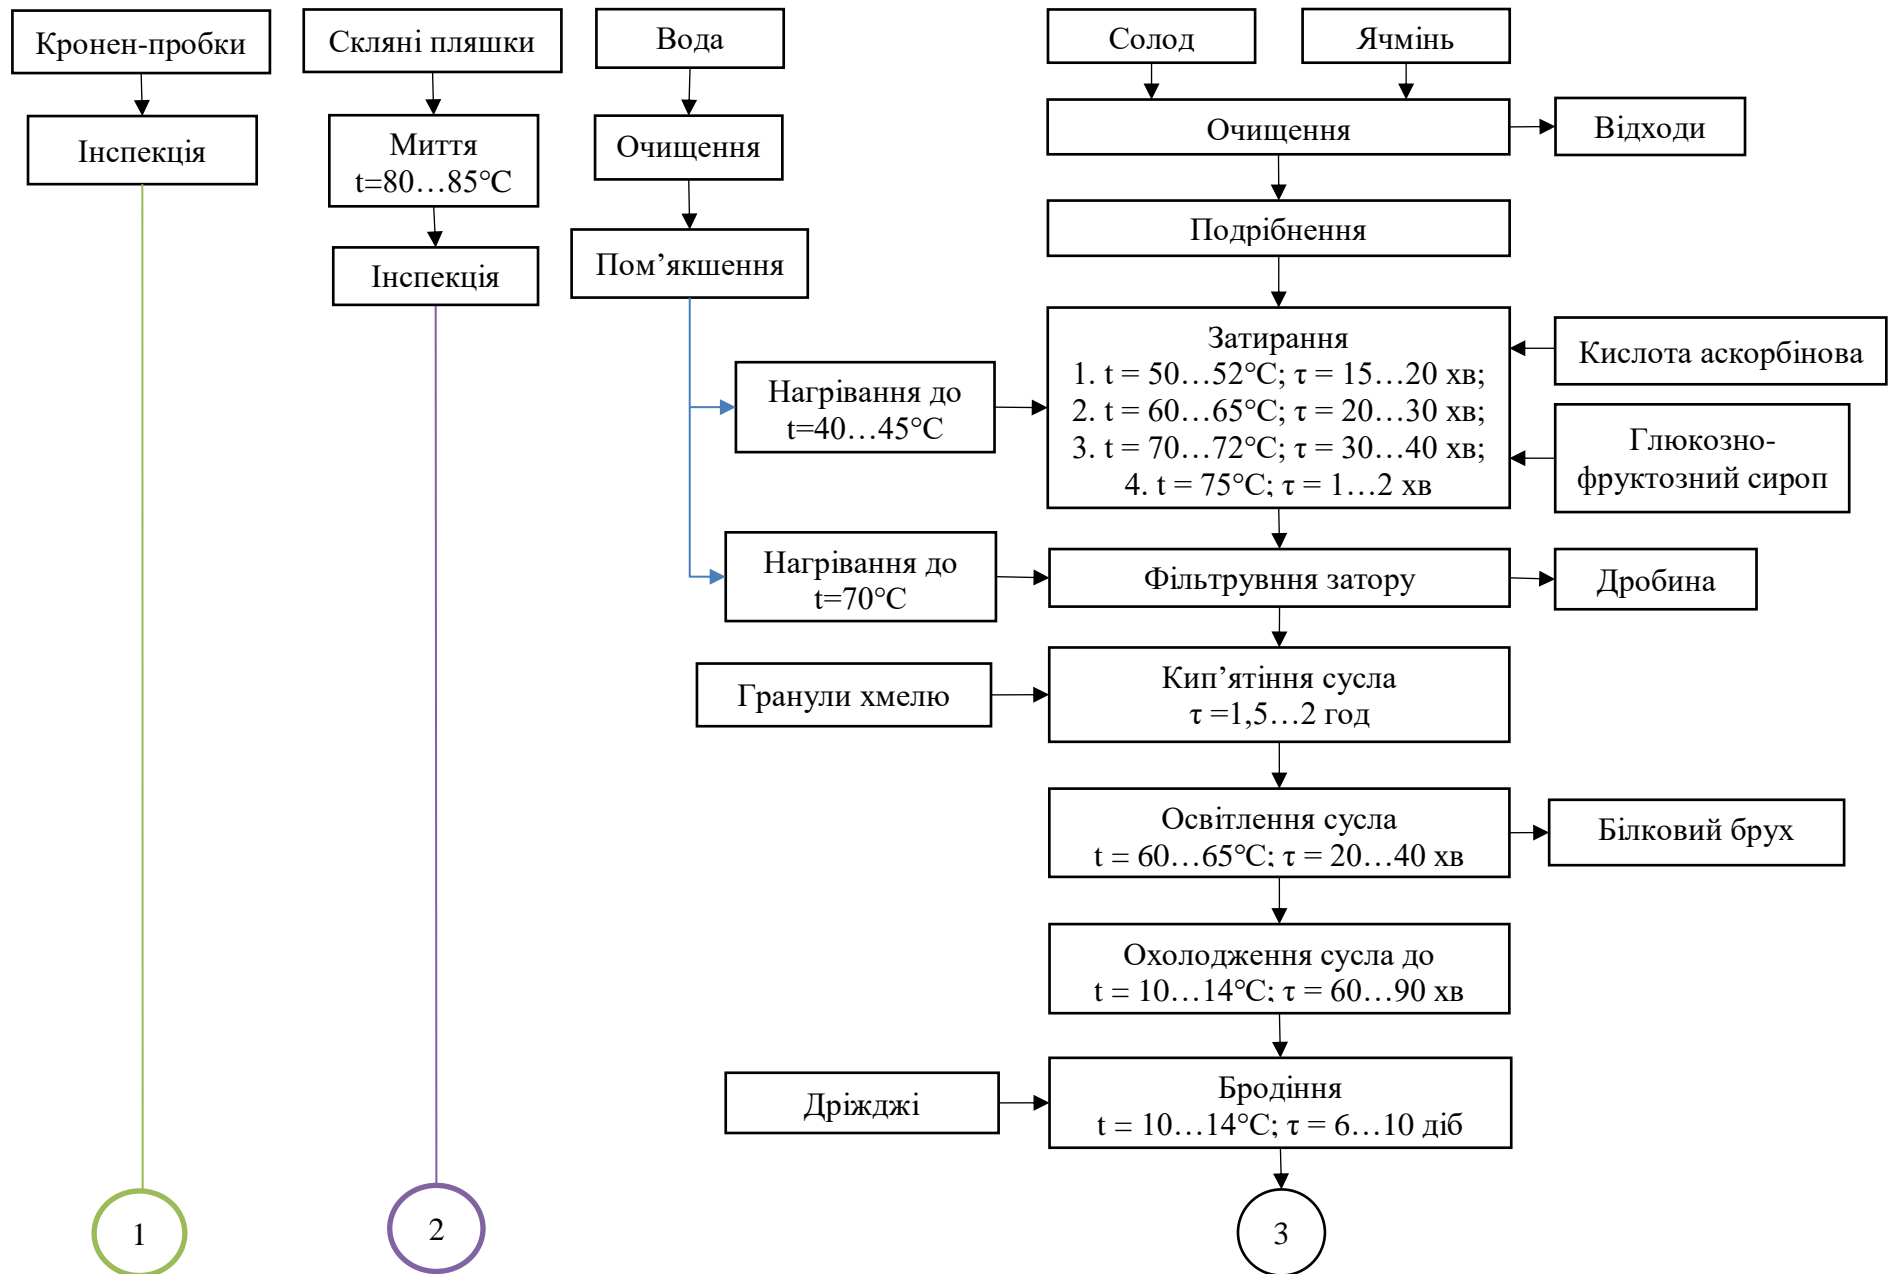 Кронен-пробки
Скляні пляшки
Вода
Солод
Ячмінь
Інспекція
Миття
t=80…85°C
Очищення
Очищення
Відходи
Подрібнення
Інспекція
Пом’якшення
Затирання
1. t = 50…52°C; τ = 15…20 хв;
2. t = 60…65°C; τ = 20…30 хв;
3. t = 70…72°C; τ = 30…40 хв;
4. t = 75°C; τ = 1…2 хв
Кислота аскорбінова
Нагрівання до
t=40…45°C
Глюкозно-
фруктозний сироп
Нагрівання до
t=70°C
Фільтрувння затору
Дробина
Гранули хмелю
Кип’ятіння сусла
τ =1,5…2 год
Освітлення сусла
t = 60…65°C; τ = 20…40 хв
Білковий брух
Охолодження сусла до
t = 10…14°C; τ = 60…90 хв
Дріжджі
Бродіння
t = 10…14°C; τ = 6…10 діб
1
2
3